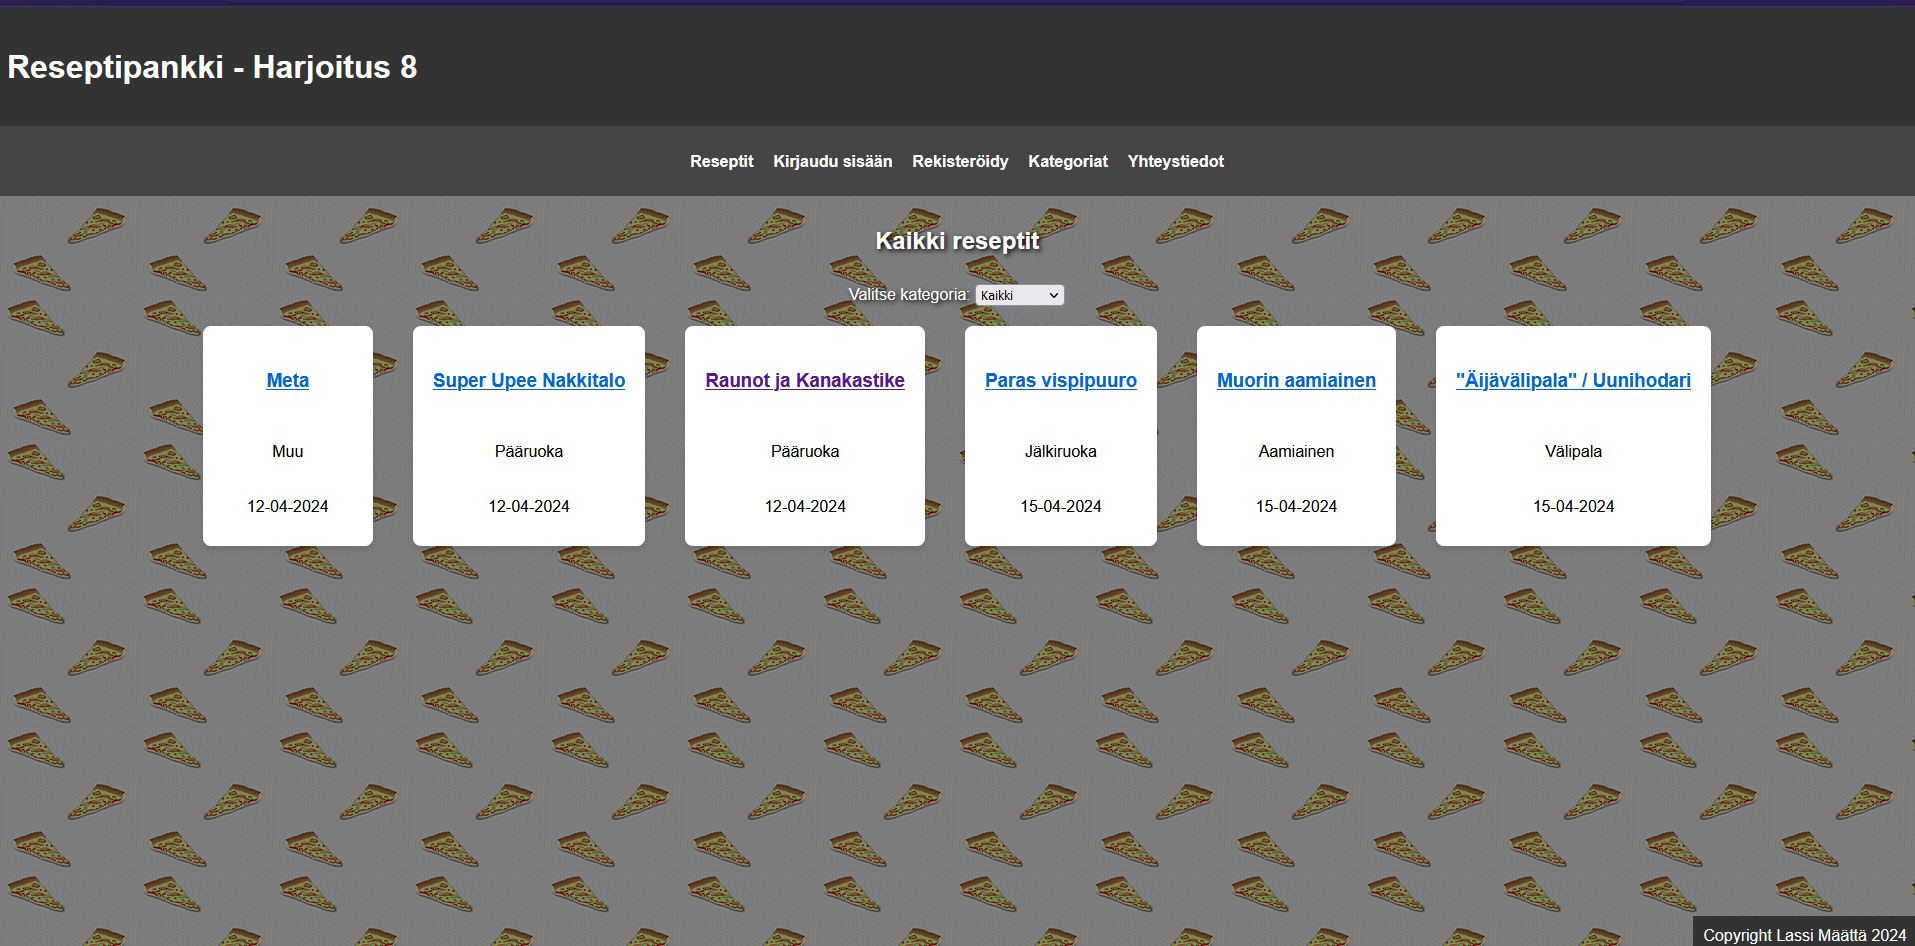 Reseptipankki - Harjoitus 8
Reseptit Kirjaudu sisään Rekisteröidy Kategoriat Yhteystiedot
Kaikki reseptit
Valitse kategoria: Kaikki
Meta
Muu
12-04-2024
Super Upee Nakkitalo
Pääruoka
12-04-2024
Raunot ja Kanakastike
Pääruoka
12-04-2024
Paras vispipuuro
Jälkiruoka
15-04-2024
Muorin aamiainen
Aamiainen
15-04-2024
"Äijävälipala" / Uunihodari
Välipala
15-04-2024
Copyright Lassi Määttä 2024